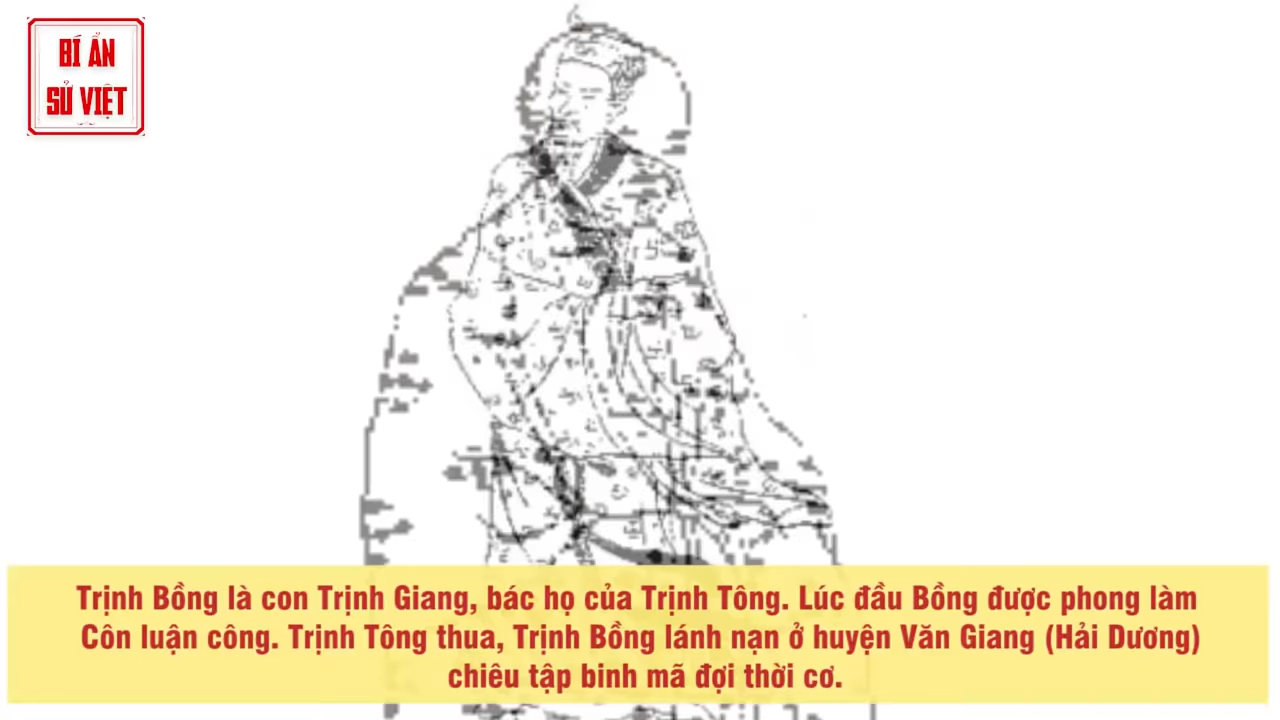 BÍ ẨN
SỬ VIỆT
Trịnh Bồng là con Trịnh Giang, bác họ của Trịnh Tông. Lúc đầu Bồng được phong làm
Côn luận công. Trịnh Tông thua, Trịnh Bồng lánh nạn ở huyện Văn Giang (Hải Dương)
chiêu tập binh mã đợi thời cơ.